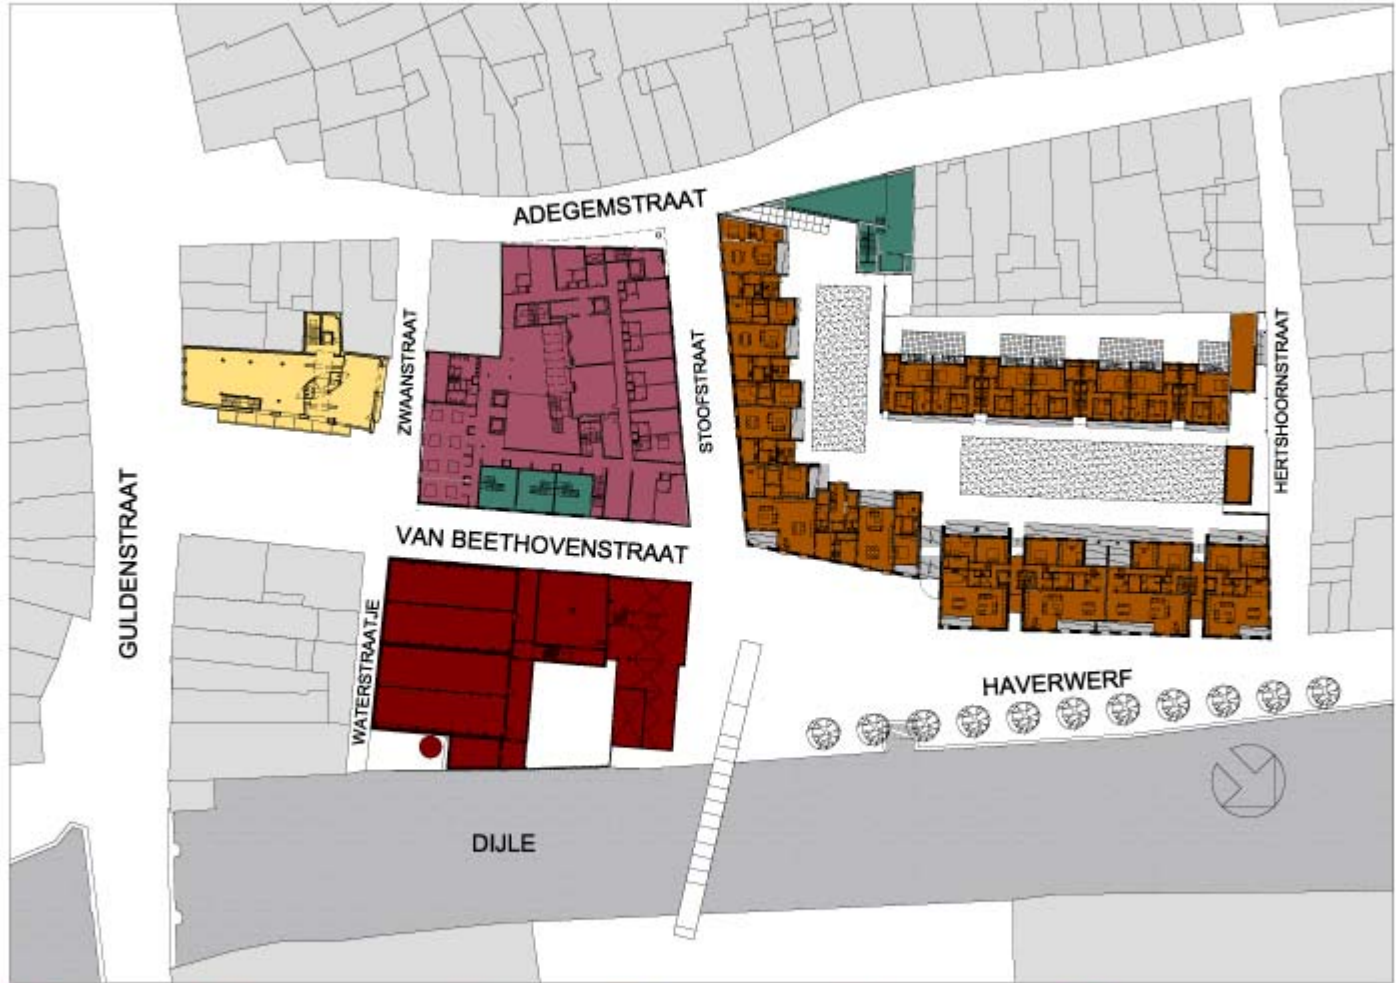 ADEGEMSTRAAT
ZWAANSTRAAT
STOOFSTRAAT
HERTSHOORNSTRAAT
GULDENSTRAAT
VAN BEETHOVENSTRAAT
WATERSTRAATJE
HAVERWERF
DIJLE